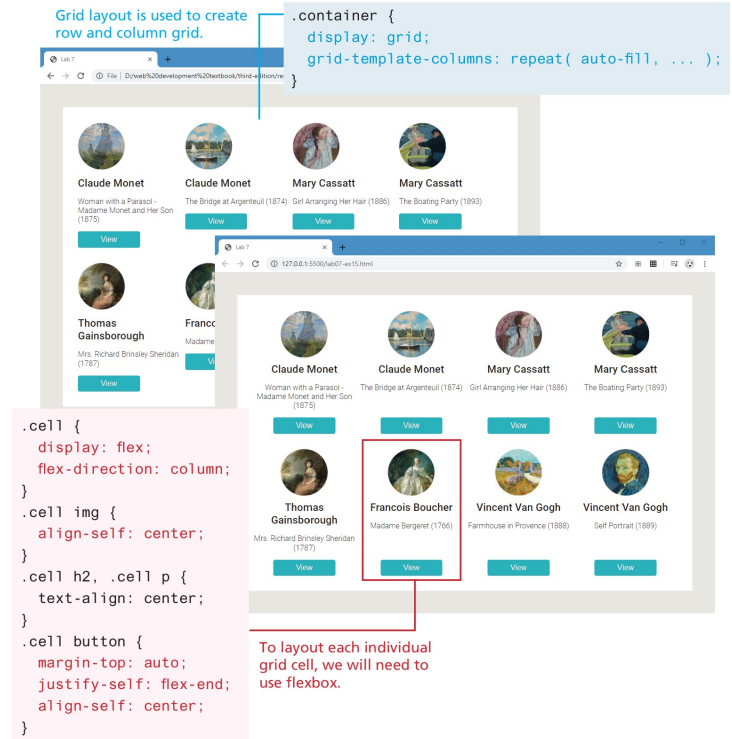 Grid layout is used to create
row and column grid.
.container {
display: grid;
grid-template-columns: repeat( auto-fill, ... );
}
Lab 7
File | D:/web%20development%20textbook/third-edition/re
Claude Monet
Woman with a Parasol -
Madame Monet and Her Son
(1875)
View
Claude Monet
The Bridge at Argenteuil (1874)
View
Mary Cassatt
Girl Arranging Her Hair (1886)
View
Mary Cassatt
The Boating Party (1893)
View
Thomas
Gainsborough
Mrs. Richard Brinsley Sheridan
(1787)
View
Franco
Madame
Vi
Lab 7
127.0.0.1:5500/lab07-ex15.html
Claude Monet
Woman with a Parasol -
Madame Monet and Her Son
(1875)
View
Claude Monet
The Bridge at Argenteuil (1874)
View
Mary Cassatt
Girl Arranging Her Hair (1886)
View
Mary Cassatt
The Boating Party (1893)
View
Thomas
Gainsborough
Mrs. Richard Brinsley Sheridan
(1787)
View
Francois Boucher
Madame Bergeret (1766)
View
Vincent Van Gogh
Farmhouse in Provence (1888)
View
Vincent Van Gogh
Self Portrait (1889)
View
.cell {
display: flex;
flex-direction: column;
}
.cell img {
align-self: center;
}
.cell h2, .cell p {
text-align: center;
}
.cell button {
margin-top: auto;
justify-self: flex-end;
align-self: center;
}
To layout each individual
grid cell, we will need to
use flexbox.